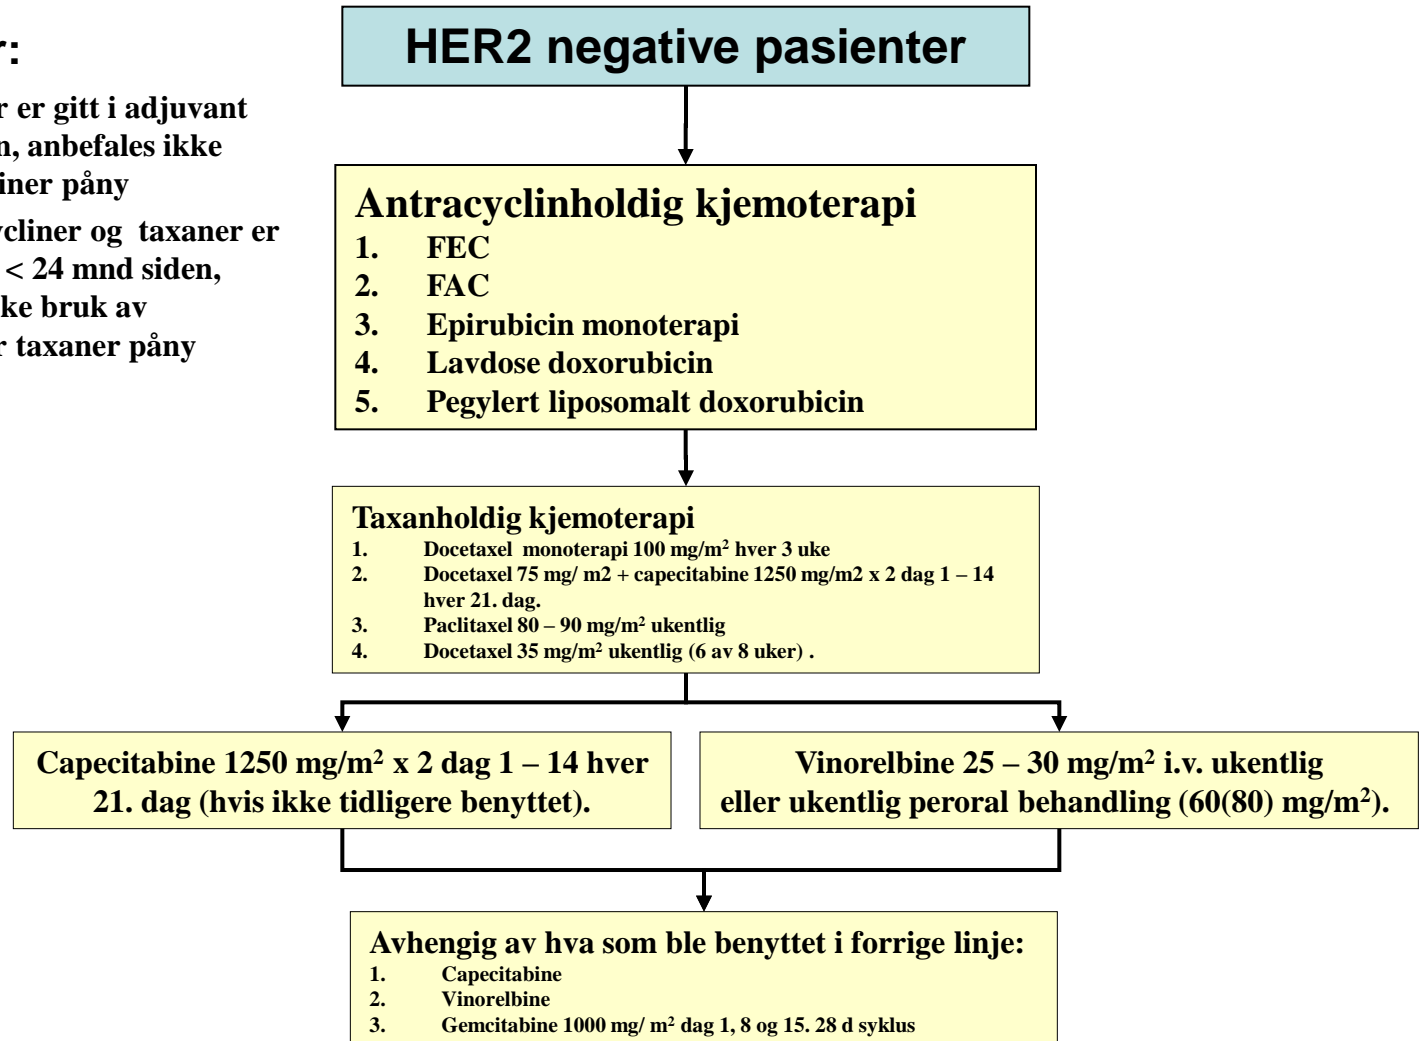 r:
r er gitt i adjuvant
n, anbefales ikke
iner påny
ycliner og taxaner er
< 24 mnd siden,
ke bruk av
r taxaner påny
HER2 negative pasienter
Antracyclinholdig kjemoterapi
1. FEC
2. FAC
3. Epirubicin monoterapi
4. Lavdose doxorubicin
5. Pegylert liposomalt doxorubicin
Taxanholdig kjemoterapi
1. Docetaxel monoterapi 100 mg/m² hver 3 uke
2. Docetaxel 75 mg/ m2 + capecitabine 1250 mg/m2 x 2 dag 1 – 14
hver 21. dag.
3. Paclitaxel 80 – 90 mg/m² ukentlig
4. Docetaxel 35 mg/m² ukentlig (6 av 8 uker) .
Capecitabine 1250 mg/m² x 2 dag 1 – 14 hver
21. dag (hvis ikke tidligere benyttet).
Vinorelbine 25 – 30 mg/m² i.v. ukentlig
eller ukentlig peroral behandling (60(80) mg/m²).
Avhengig av hva som ble benyttet i forrige linje:
1. Capecitabine
2. Vinorelbine
3. Gemcitabine 1000 mg/ m² dag 1, 8 og 15. 28 d syklus